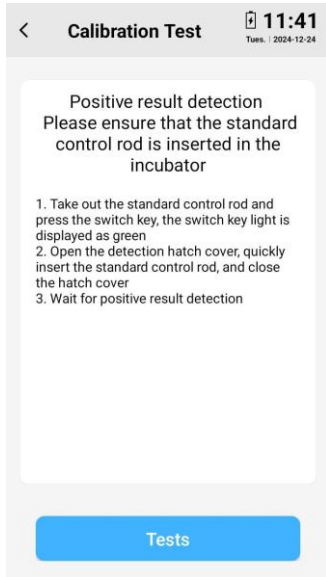 Calibration Test
11:41
Tues. | 2024-12-24
Positive result detection
Please ensure that the standard
control rod is inserted in the
incubator
1. Take out the standard control rod and
press the switch key, the switch key light is
displayed as green
2. Open the detection hatch cover, quickly
insert the standard control rod, and close
the hatch cover
3. Wait for positive result detection
Tests